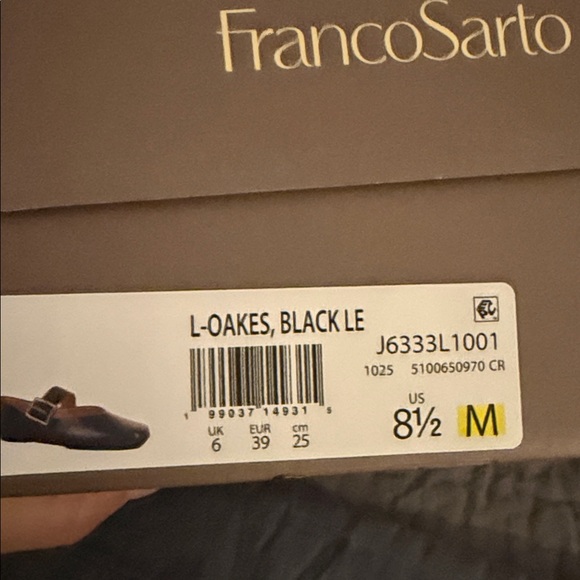 FrancoSarto
L-OAKES, BLACK LE
J6333L1001
1025 5100650970 CR
1 99037 14931 5
UK EUR cm
6 39 25
US
8½ M